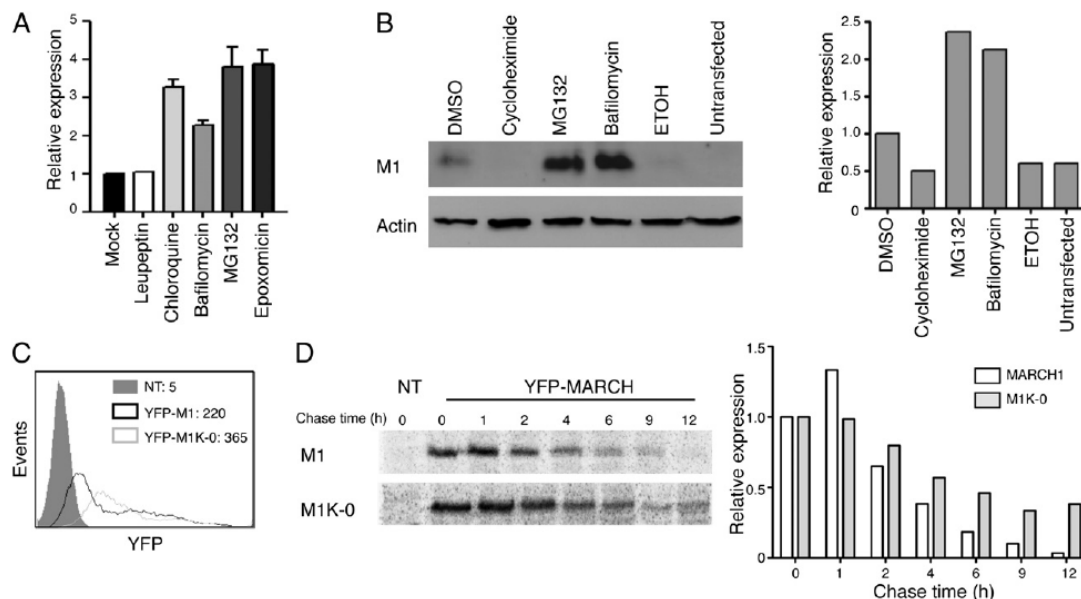 A
Relative expression
5
4
3
2
1
0
Mock
Leupeptin
Chloroquine
Bafilomycin
MG132
Epoxomicin
B
DMSO
Cycloheximide
MG132
Bafilomycin
ETOH
Untransfected
M1
Actin
Relative expression
2.5
2.0
1.5
1.0
0.5
0.0
DMSO
Cycloheximide
MG132
Bafilomycin
ETOH
Untransfected
C
Events
NT: 5
YFP-M1: 220
YFP-M1K-0: 365
YFP
D
NT YFP-MARCH
Chase time (h) 0 0 1 2 4 6 9 12
M1
M1K-0
Relative expression
1.5
1.0
0.5
0
MARCH1
M1K-0
0 1 2 4 6 9 12
Chase time (h)